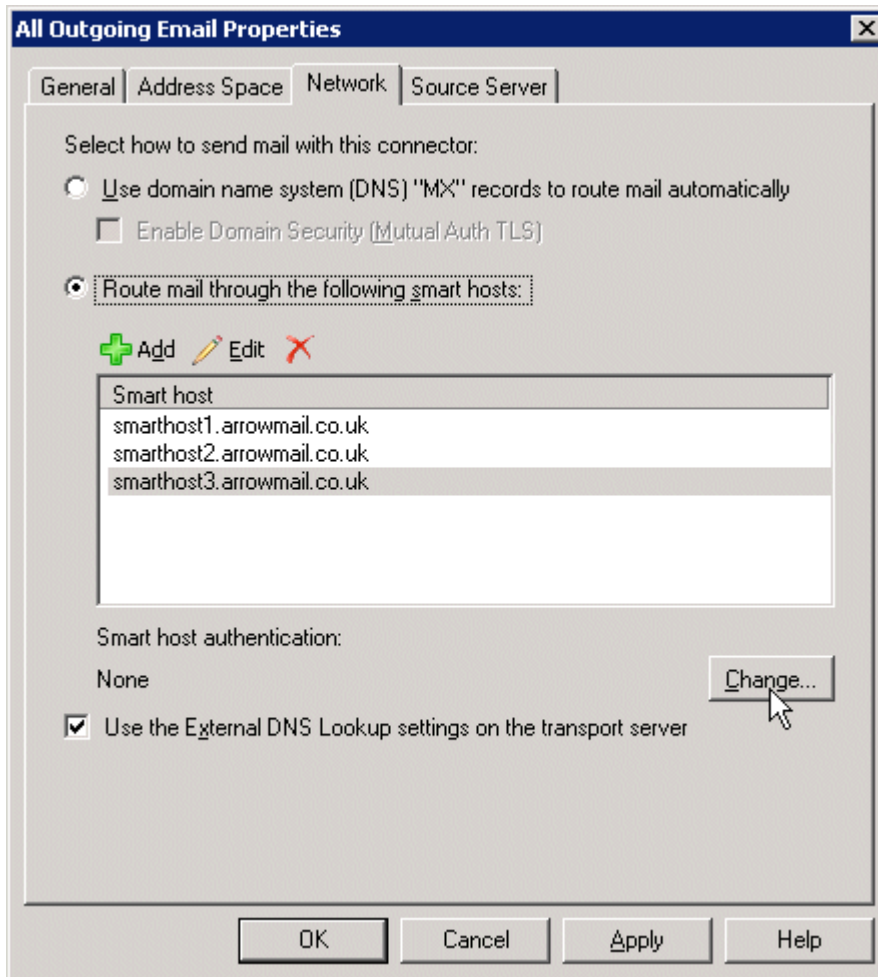 All Outgoing Email Properties
General Address Space Network Source Server
Select how to send mail with this connector:
Use domain name system (DNS) "MX" records to route mail automatically
Enable Domain Security (Mutual Auth TLS)
Route mail through the following smart hosts:
Add Edit
Smart host
smarthost1.arrowmail.co.uk
smarthost2.arrowmail.co.uk
smarthost3.arrowmail.co.uk
Smart host authentication:
None Change...
Use the External DNS Lookup settings on the transport server
OK Cancel Apply Help